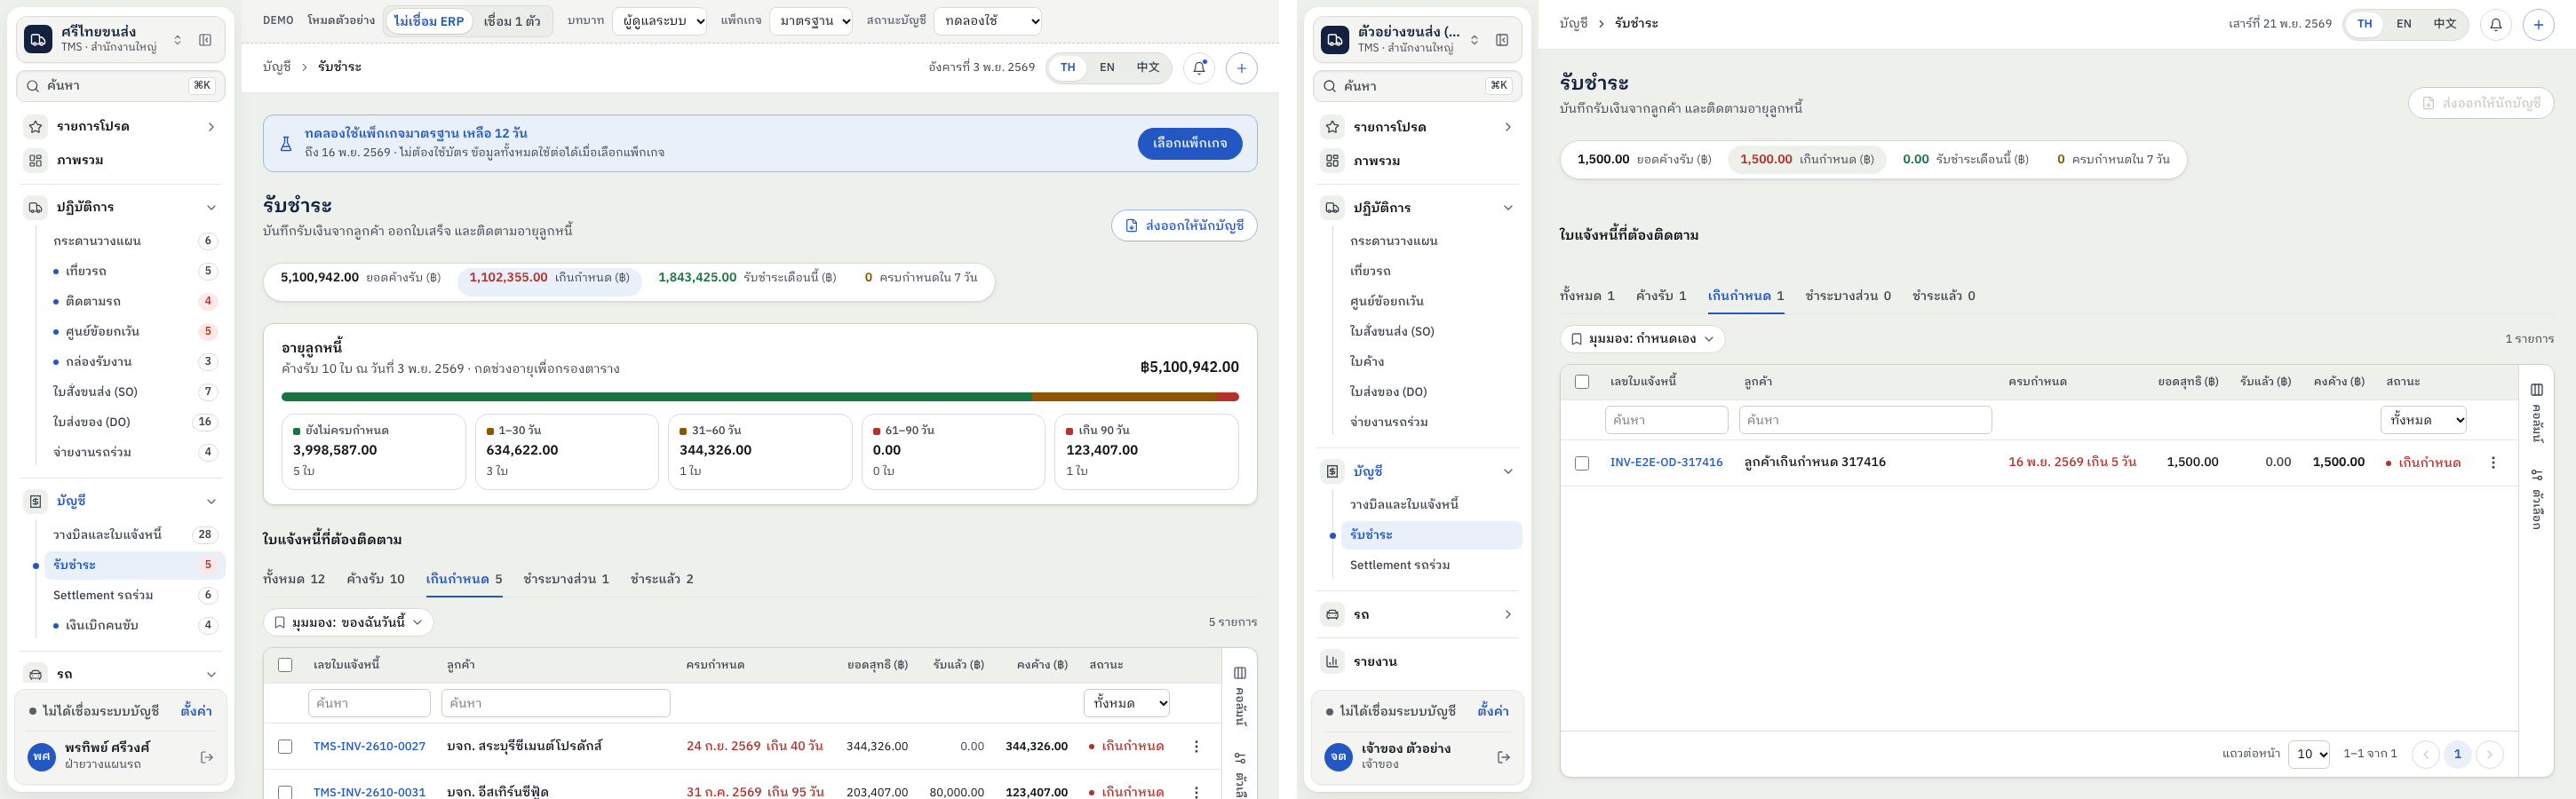 ศรีไทยขนส่ง
TMS · สำนักงานใหญ่
ค้นหา ⌘K
รายการโปรด
ภาพรวม
ปฏิบัติการ
กระดานวางแผน 6
เที่ยวรถ 5
ติดตามรถ 4
ศูนย์ข้อยกเว้น 5
กล่องรับงาน 3
ใบสั่งขนส่ง (SO) 7
ใบส่งของ (DO) 16
จ่ายงานรถร่วม 4
บัญชี
วางบิลและใบแจ้งหนี้ 28
รับชำระ 5
Settlement รถร่วม 6
เงินเบิกคนขับ 4
รถ
ไม่ได้เชื่อมระบบบัญชี ตั้งค่า
พศ พรทิพย์ ศรีวงศ์
ฝ่ายวางแผนรถ
DEMO โหมดตัวอย่าง ไม่เชื่อม ERP เชื่อม 1 ตัว บทบาท ผู้ดูแลระบบ แพ็กเกจ มาตรฐาน สถานะบัญชี ทดลองใช้
บัญชี > รับชำระ อังคารที่ 3 พ.ย. 2569 TH EN 中文
ทดลองใช้แพ็กเกจมาตรฐาน เหลือ 12 วัน
ถึง 16 พ.ย. 2569 · ไม่ต้องใช้บัตร ข้อมูลทั้งหมดใช้ต่อได้เมื่อเลือกแพ็กเกจ
เลือกแพ็กเกจ
รับชำระ
บันทึกรับเงินจากลูกค้า ออกใบเสร็จ และติดตามอายุลูกหนี้
ส่งออกให้นักบัญชี
5,100,942.00 ยอดค้างรับ (฿) 1,102,355.00 เกินกำหนด (฿) 1,843,425.00 รับชำระเดือนนี้ (฿) 0 ครบกำหนดใน 7 วัน
อายุลูกหนี้
ค้างรับ 10 ใบ ณ วันที่ 3 พ.ย. 2569 · กดช่วงอายุเพื่อกรองตาราง ฿5,100,942.00
ยังไม่ครบกำหนด 1–30 วัน 31–60 วัน 61–90 วัน เกิน 90 วัน
3,998,587.00 634,622.00 344,326.00 0.00 123,407.00
5 ใบ 3 ใบ 1 ใบ 0 ใบ 1 ใบ
ใบแจ้งหนี้ที่ต้องติดตาม
ทั้งหมด 12 ค้างรับ 10 เกินกำหนด 5 ชำระบางส่วน 1 ชำระแล้ว 2
มุมมอง: ของฉันวันนี้ 5 รายการ
เลขใบแจ้งหนี้ ลูกค้า ครบกำหนด ยอดสุทธิ (฿) รับแล้ว (฿) คงค้าง (฿) สถานะ
ค้นหา ค้นหา ทั้งหมด
TMS-INV-2610-0027 บจก. สระบุรีซีเมนต์โปรดักส์ 24 ก.ย. 2569 เกิน 40 วัน 344,326.00 0.00 344,326.00 เกินกำหนด
TMS-INV-2610-0031 บจก. อีสเทิร์นซีฟู้ด 31 ก.ค. 2569 เกิน 95 วัน 203,407.00 80,000.00 123,407.00 เกินกำหนด
คอลัมน์
ตัวเลือก
ตัวอย่างขนส่ง (...
TMS · สำนักงานใหญ่
ค้นหา ⌘K
รายการโปรด
ภาพรวม
ปฏิบัติการ
กระดานวางแผน
เที่ยวรถ
ศูนย์ข้อยกเว้น
ใบสั่งขนส่ง (SO)
ใบค้าง
ใบส่งของ (DO)
จ่ายงานรถร่วม
บัญชี
วางบิลและใบแจ้งหนี้
รับชำระ
Settlement รถร่วม
รถ
รายงาน
ไม่ได้เชื่อมระบบบัญชี ตั้งค่า
จต เจ้าของ ตัวอย่าง
เจ้าของ
บัญชี > รับชำระ เสาร์ที่ 21 พ.ย. 2569 TH EN 中文
รับชำระ
บันทึกรับเงินจากลูกค้า และติดตามอายุลูกหนี้
ส่งออกให้นักบัญชี
1,500.00 ยอดค้างรับ (฿) 1,500.00 เกินกำหนด (฿) 0.00 รับชำระเดือนนี้ (฿) 0 ครบกำหนดใน 7 วัน
ใบแจ้งหนี้ที่ต้องติดตาม
ทั้งหมด 1 ค้างรับ 1 เกินกำหนด 1 ชำระบางส่วน 0 ชำระแล้ว 0
มุมมอง: กำหนดเอง 1 รายการ
เลขใบแจ้งหนี้ ลูกค้า ครบกำหนด ยอดสุทธิ (฿) รับแล้ว (฿) คงค้าง (฿) สถานะ
ค้นหา ค้นหา ทั้งหมด
INV-E2E-OD-317416 ลูกค้าเกินกำหนด 317416 16 พ.ย. 2569 เกิน 5 วัน 1,500.00 0.00 1,500.00 เกินกำหนด
คอลัมน์
ตัวเลือก
แถวต่อหน้า 10 1–1 จาก 1 1